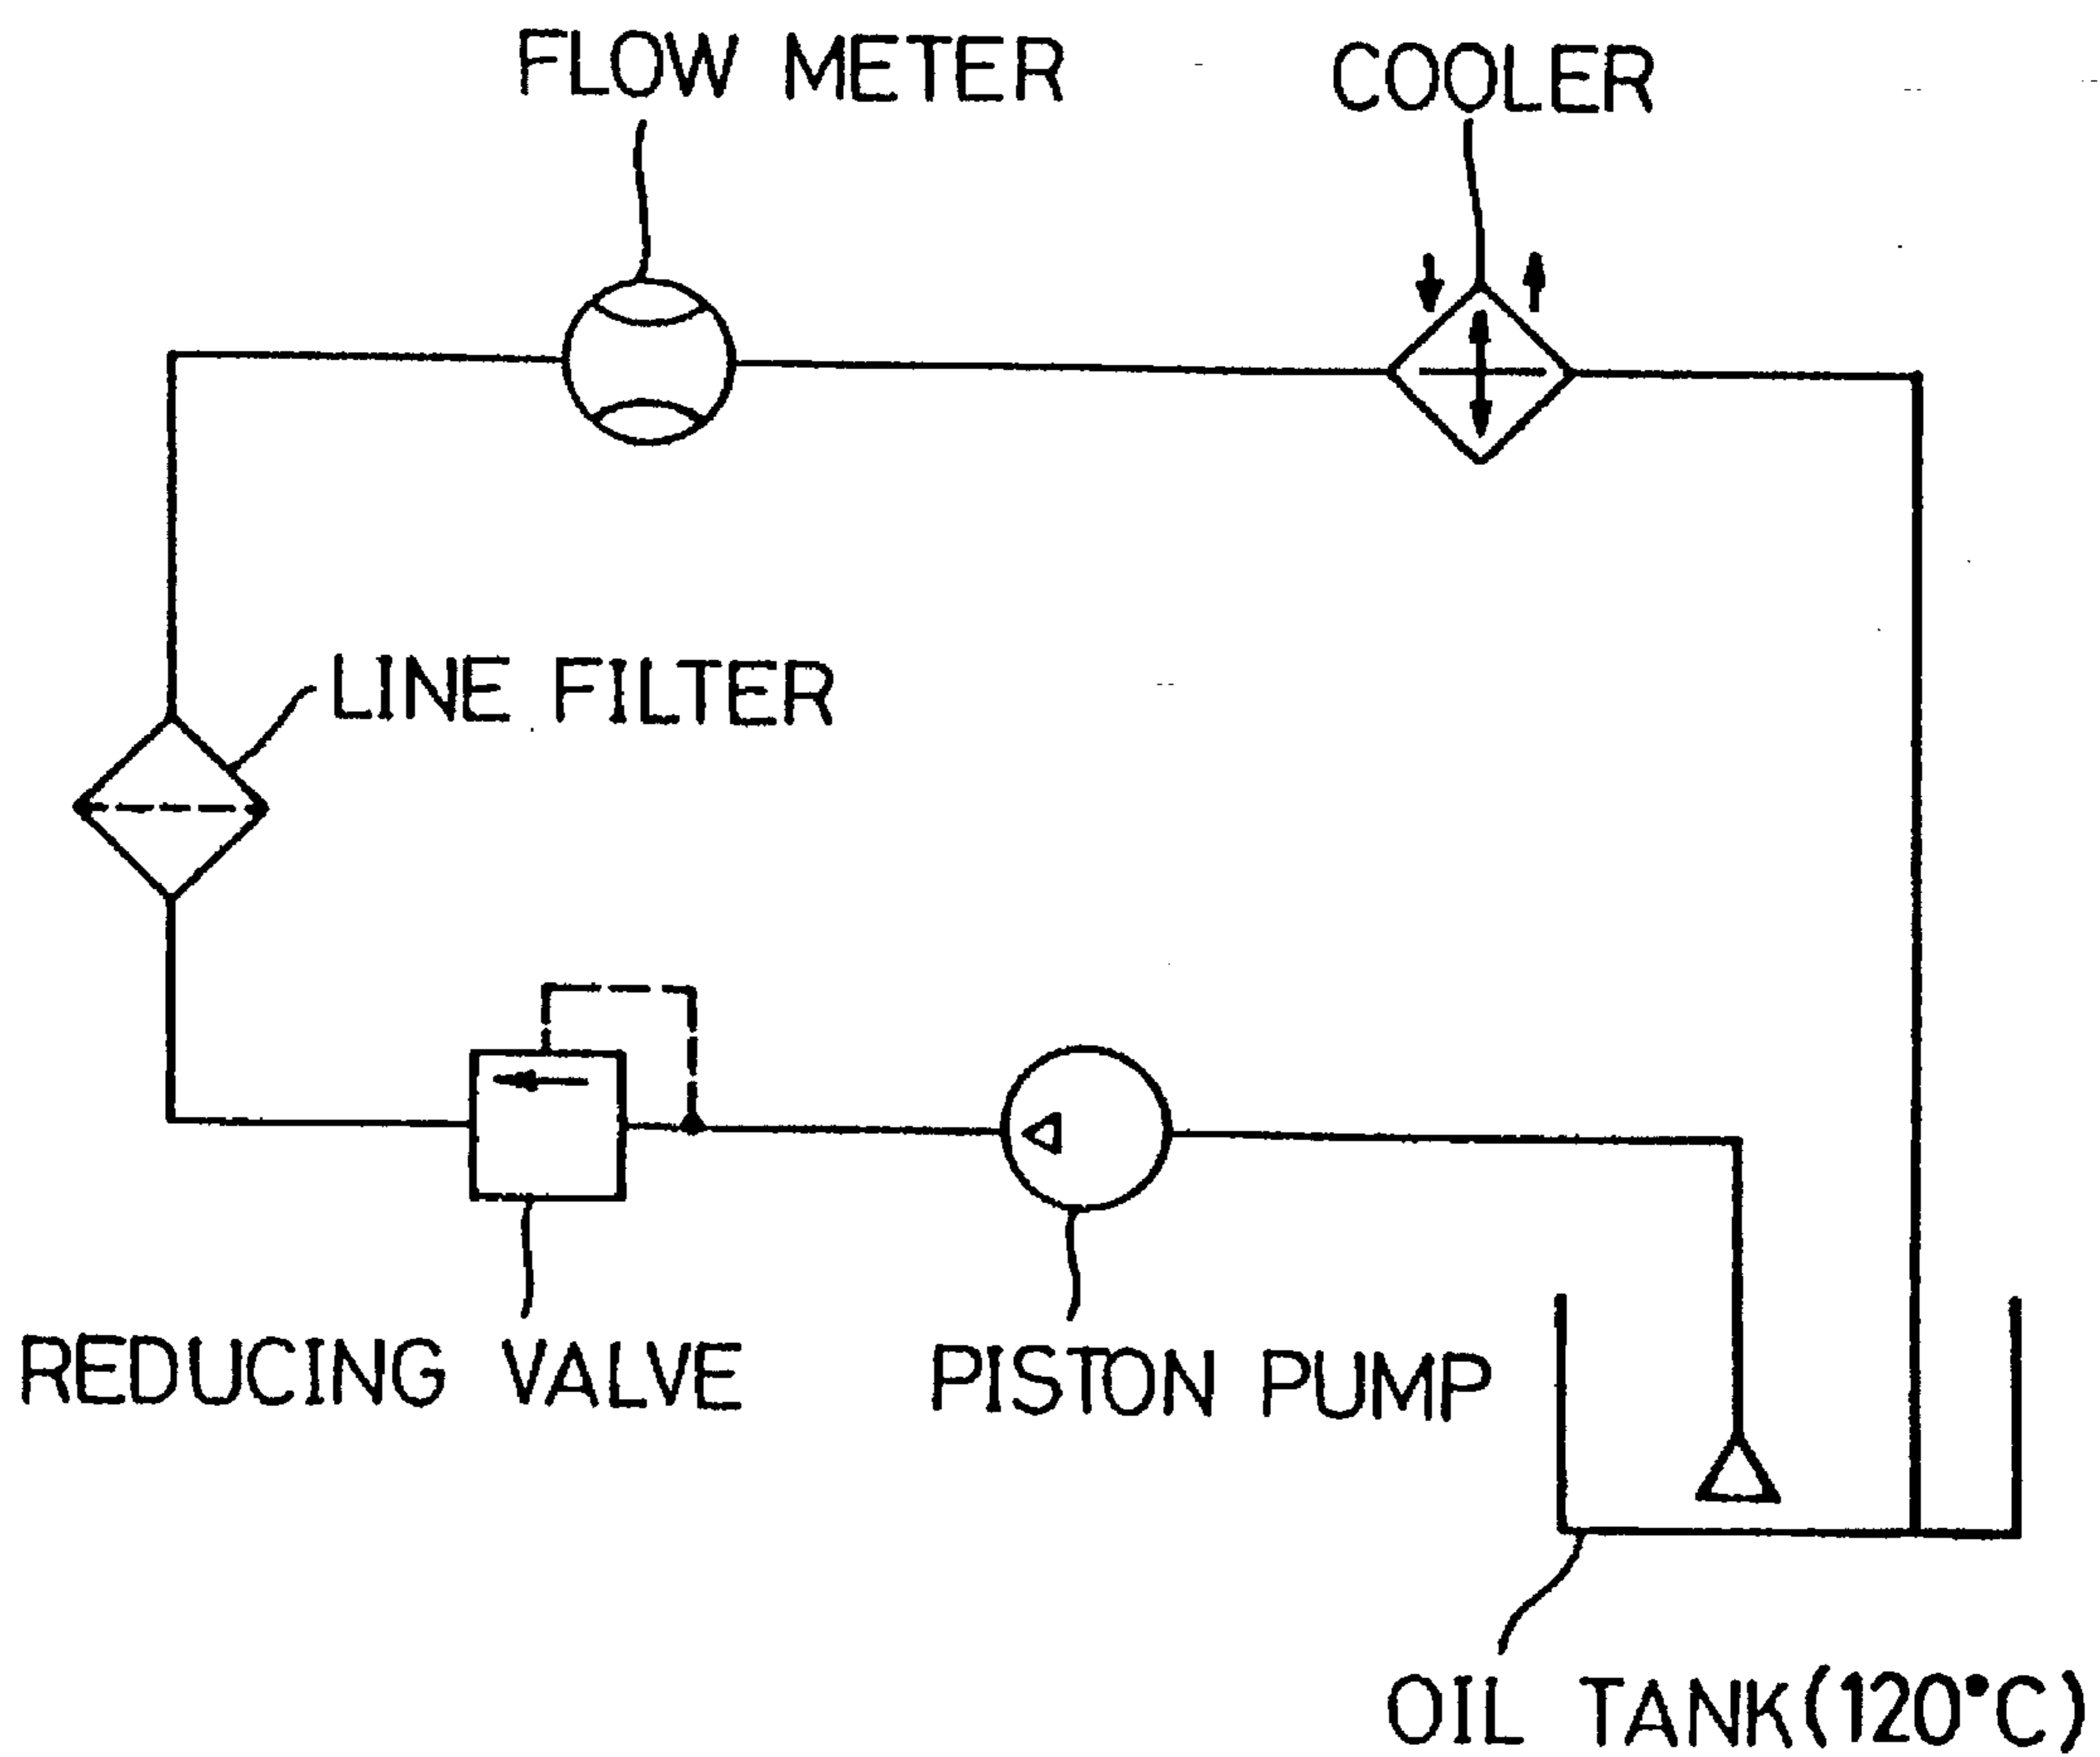 FLOW METER
COOLER
LINE FILTER
REDUCING VALVE
PISTON PUMP
OIL TANK(120°C)